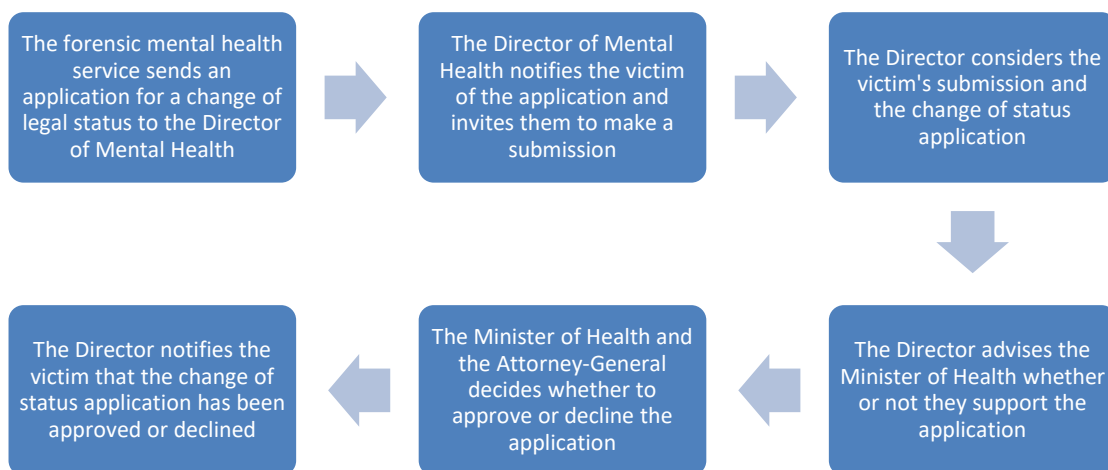 The forensic mental health
service sends an
application for a change of
legal status to the Director
of Mental Health
The Director of Mental
Health notifies the victim
of the application and
invites them to make a
submission
The Director considers the
victim's submission and
the change of status
application
The Director advises the
Minister of Health whether
or not they support the
application
The Minister of Health and
the Attorney-General
decides whether to
approve or decline the
application
The Director notifies the
victim that the change of
status application has been
approved or declined